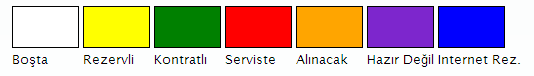 Boşta Rezervli Kontratlı Serviste Alınacak Hazır Değil Internet Rez.